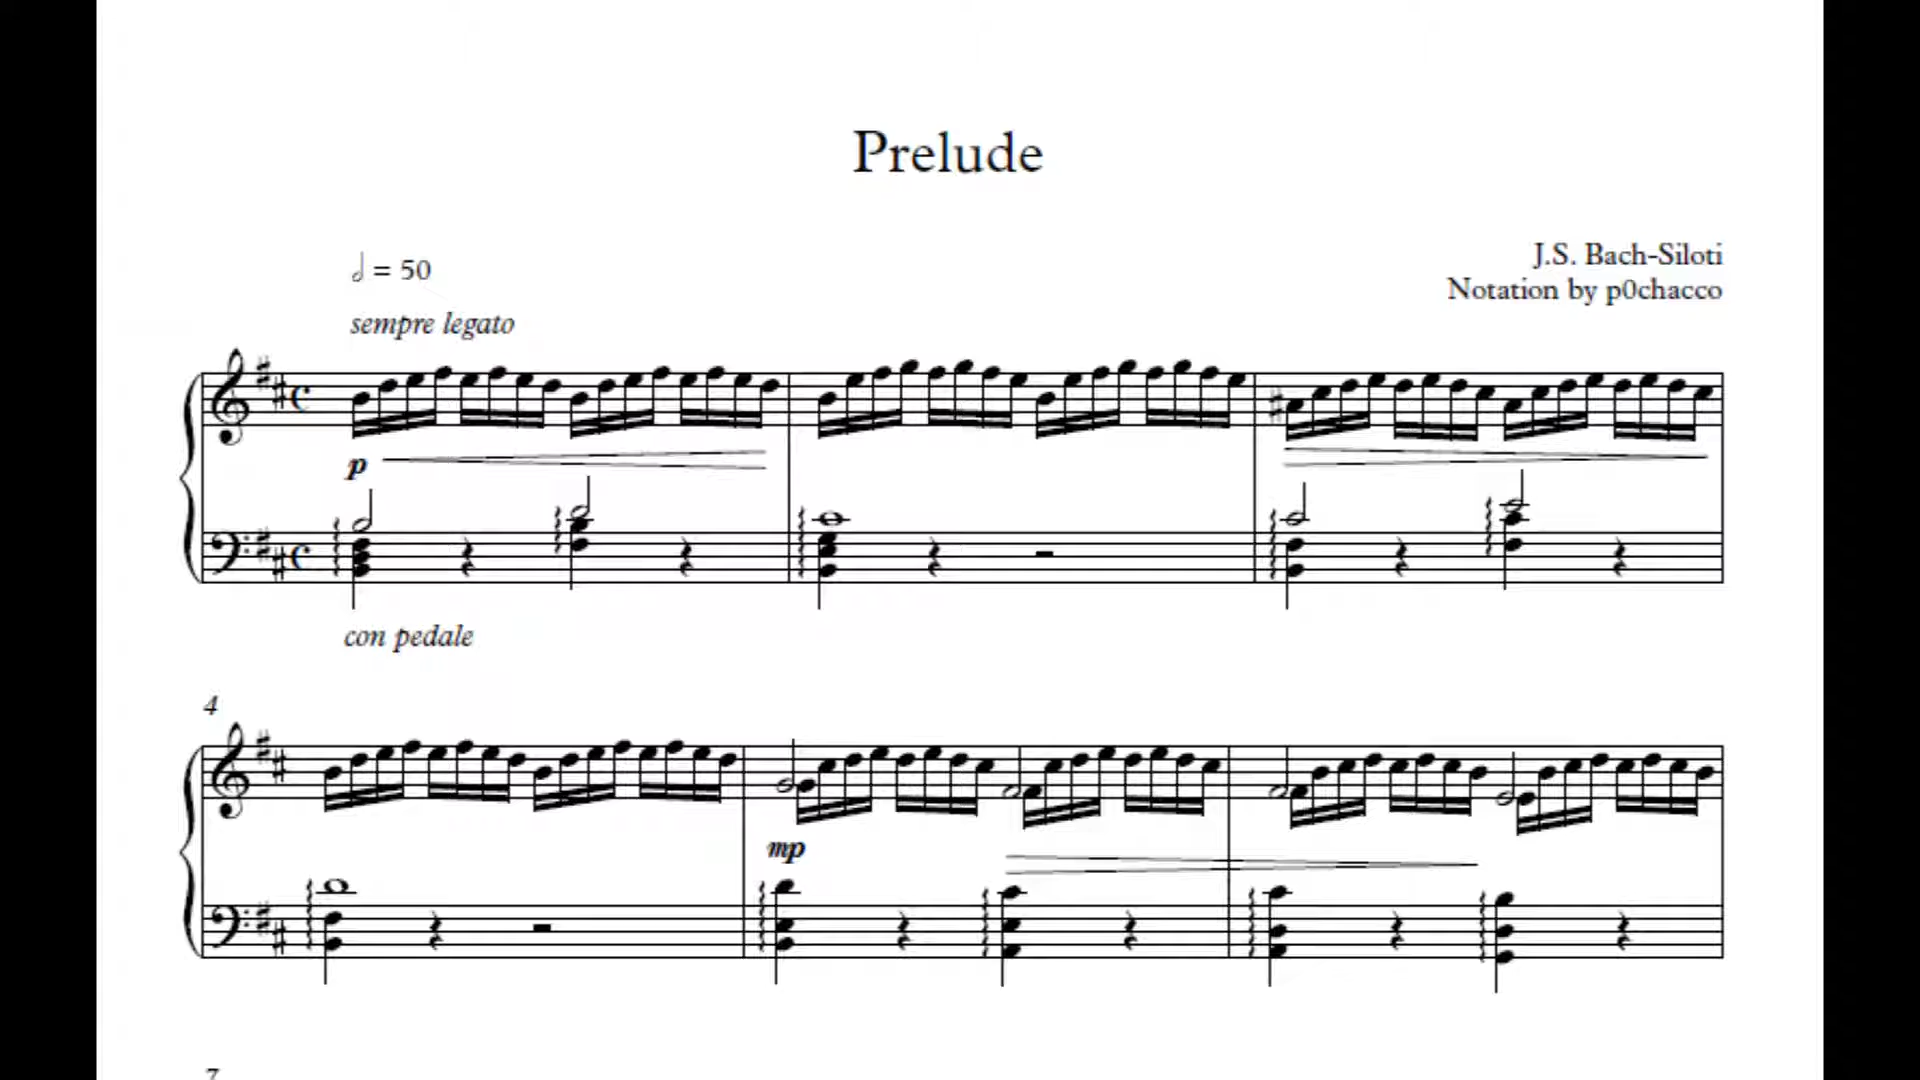 Prelude
J.S. Bach-Siloti
Notation by p0chacco
= 50
sempre legato
p
con pedale
4
mp
7